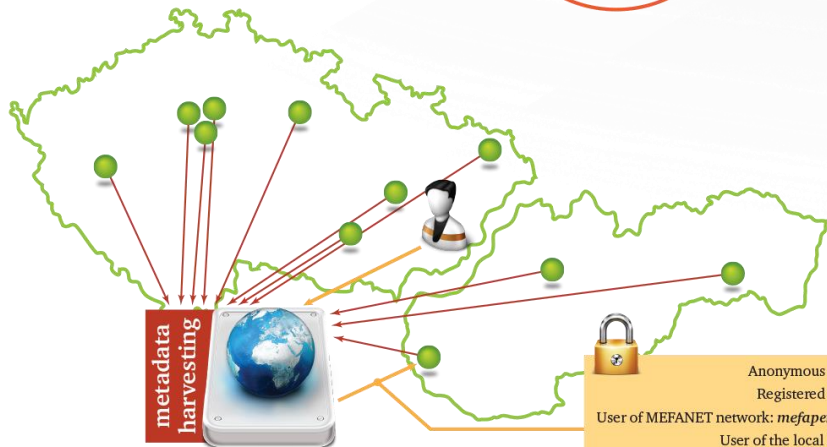 metadata
harvesting
Anonymous
Registered
User of MEFANET network: mefape
User of the local